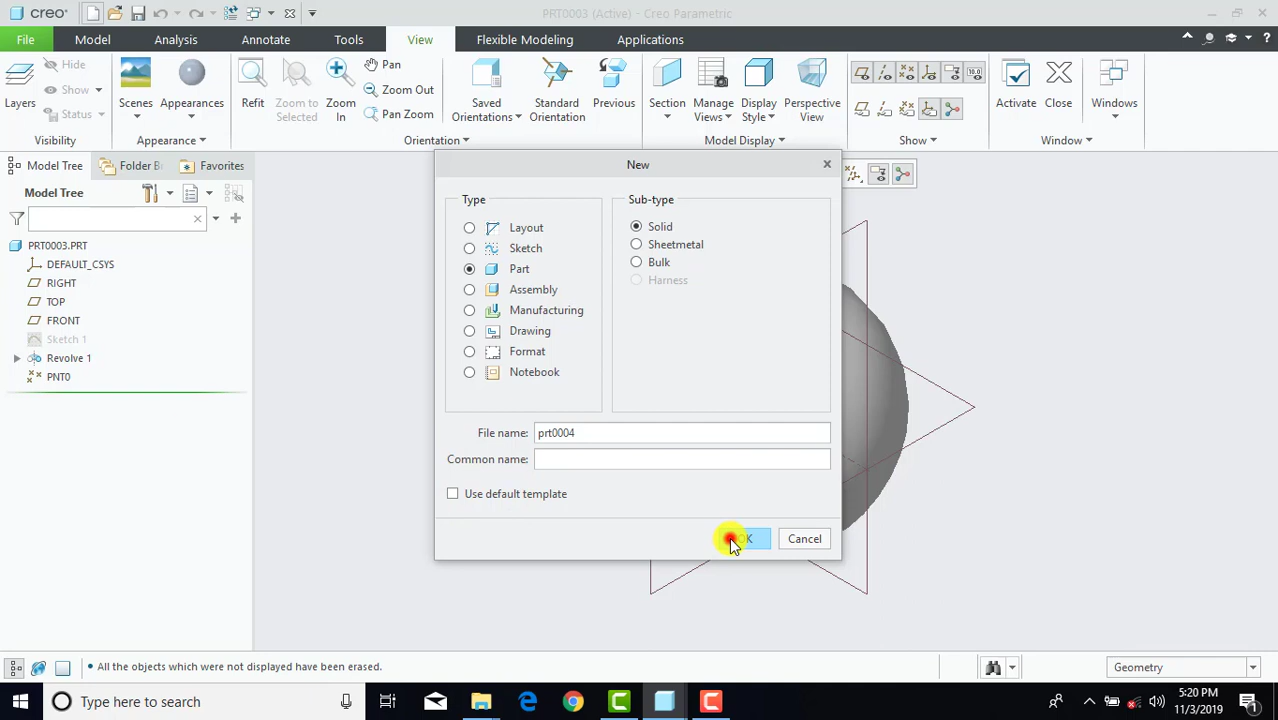 creo
PRT0003 (Active) - Creo Parametric
File
Model
Analysis
Annotate
Tools
View
Flexible Modeling
Applications
Layers
Hide
Show
Status
Visibility
Scenes
Appearances
Appearance
Refit
Zoom to
Selected
Zoom
In
Pan
Zoom Out
Pan Zoom
Saved
Orientations
Standard
Orientation
Previous
Orientation
Section
Manage
Views
Display
Style
Perspective
View
Model Display
10.0
Show
Activate
Close
Windows
Window
Model Tree
Folder B
Favorites
Model Tree
PRT0003.PRT
DEFAULT_CSYS
RIGHT
TOP
FRONT
Sketch 1
Revolve 1
PNT0
New
Type
Layout
Sketch
Part
Assembly
Manufacturing
Drawing
Format
Notebook
Sub-type
Solid
Sheetmetal
Bulk
Harness
File name: prt0004
Common name:
Use default template
OK
Cancel
• All the objects which were not displayed have been erased.
Geometry
Type here to search
5:20 PM
11/3/2019
1